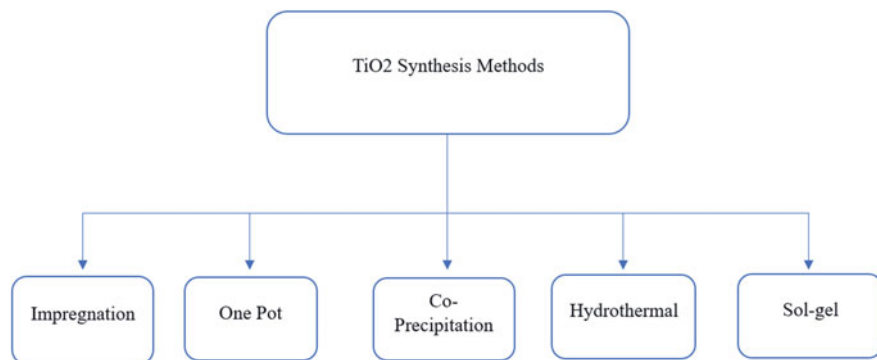 TiO2 Synthesis Methods
Impregnation
One Pot
Co-
Precipitation
Hydrothermal
Sol-gel